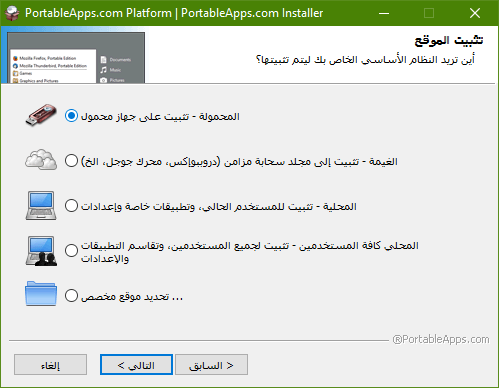 PortableApps.com Platform | PortableApps.com Installer
تثبيت الموقع
أين تريد النظام الأساسي الخاص بك ليتم تثبيتها؟
Mozilla Firefox, Portable Edition
Mozilla Thunderbird, Portable Edition
Games
Graphics and Pictures
Documents
Music
Pictures
المحمولة - تثبيت على جهاز محمول
الغيمة - تثبيت إلى مجلد سحابة مزامن (دروببوإكس، محرك جوجل، الخ)
المحلية - تثبيت للمستخدم الحالي، وتطبيقات خاصة وإعدادات
المحلي كافة المستخدمين - تثبيت لجميع المستخدمين، وتقاسم التطبيقات
والإعدادات
تحديد موقع مخصص ...
®PortableApps.com
إلغاء
التالي >
< السابق